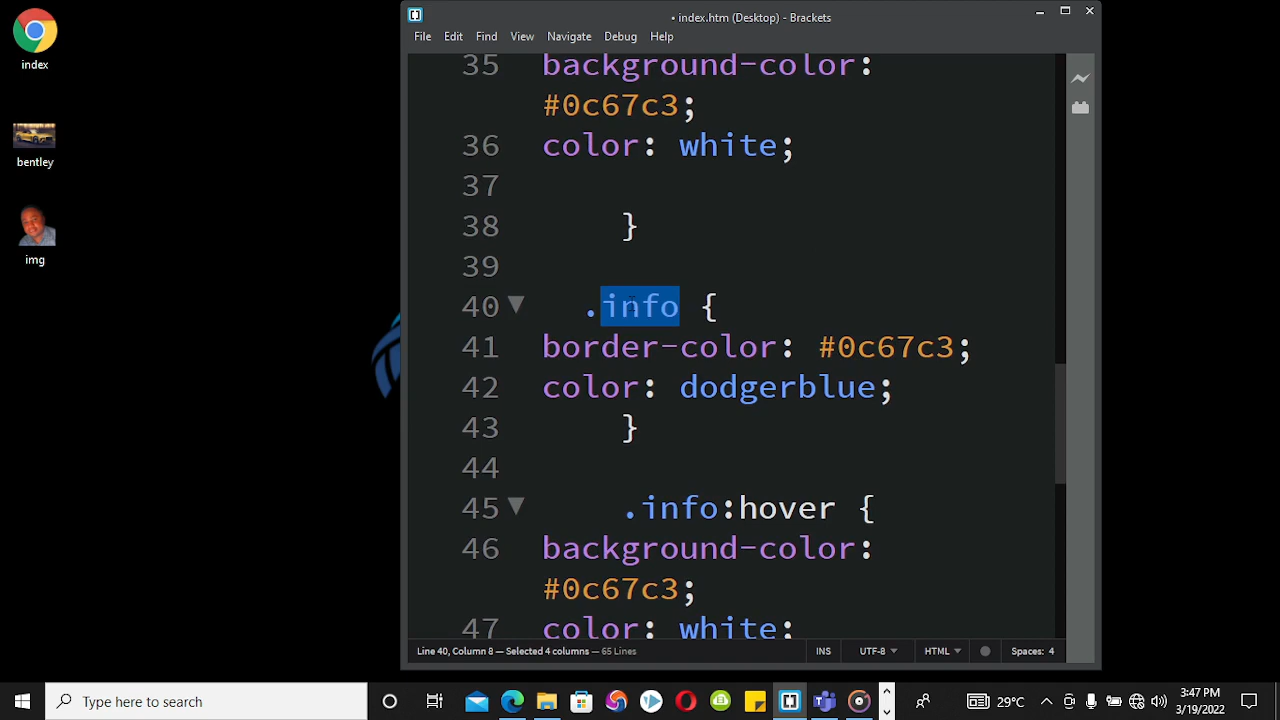 index
bentley
img
• index.htm (Desktop) - Brackets
File Edit Find View Navigate Debug Help
35 background-color:
#0c67c3;
36 color: white;
37
38 }
39
40 .info {
41 border-color: #0c67c3;
42 color: dodgerblue;
43 }
44
45 .info:hover {
46 background-color:
#0c67c3;
47 color: white;
Line 40, Column 8 — Selected 4 columns — 65 Lines INS UTF-8 HTML Spaces: 4
Type here to search 29°C 3:47 PM
3/19/2022